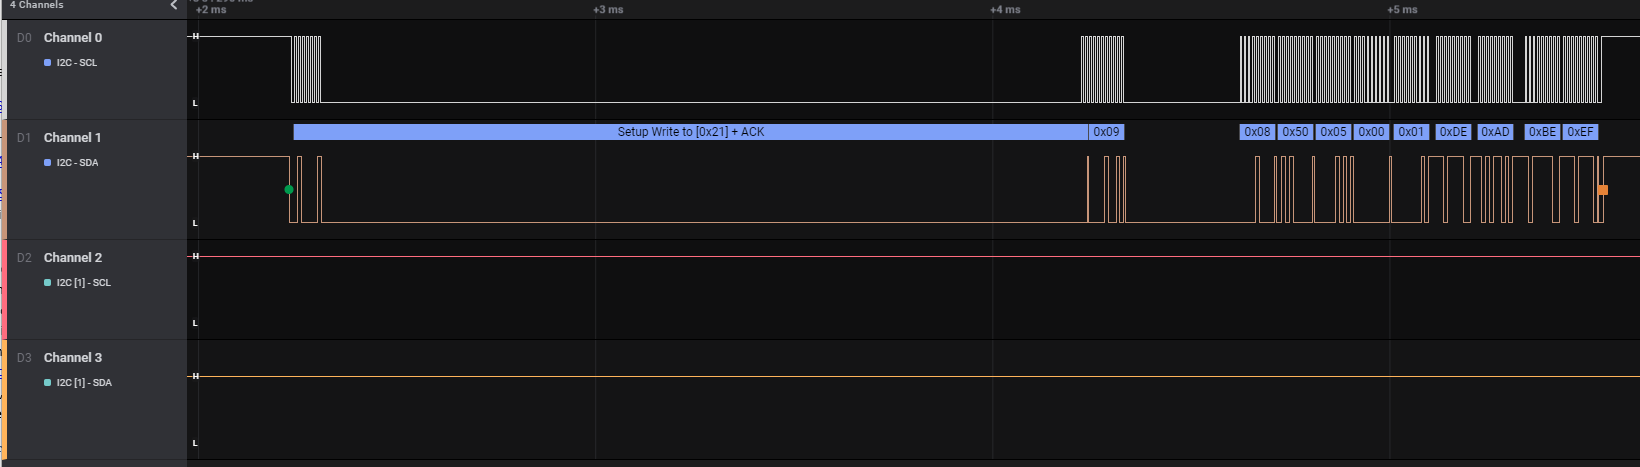 4 Channels
+2 ms
+3 ms
+4 ms
+5 ms
D0 Channel 0
I2C - SCL
H
L
D1 Channel 1
I2C - SDA
Setup Write to [0x21] + ACK
0x09
0x08
0x50
0x05
0x00
0x01
0xDE
0xAD
0xBE
0xEF
H
L
D2 Channel 2
I2C [1] - SCL
H
L
D3 Channel 3
I2C [1] - SDA
H
L